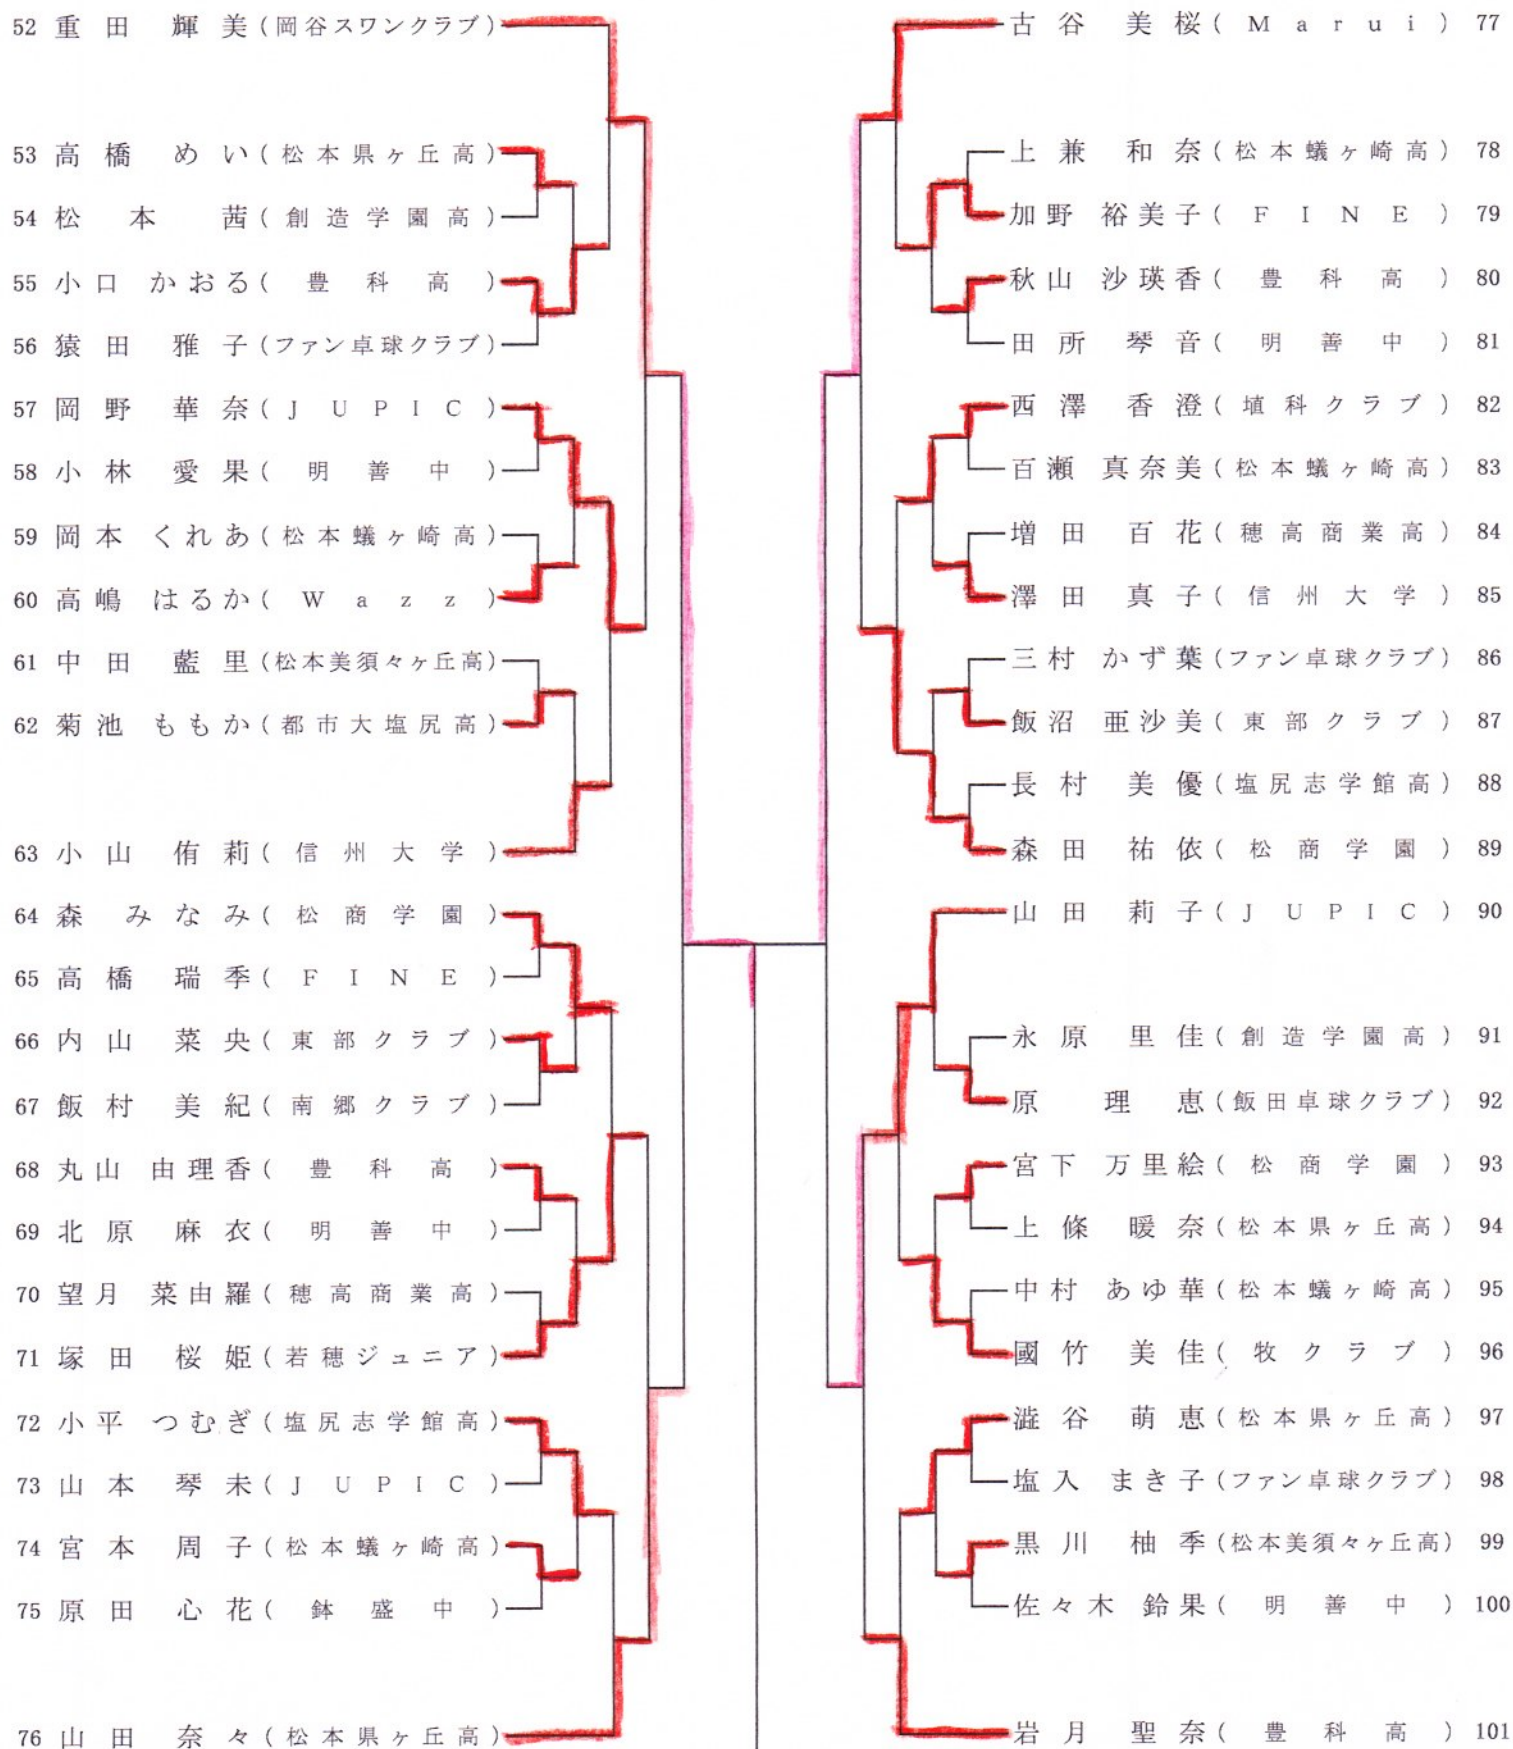 52 重田 輝美(岡谷スワンクラブ)
53 高橋 めい(松本県ヶ丘高)
54 松本 茜(創造学園高)
55 小口 かおる(豊科高)
56 猿田 雅子(ファン卓球クラブ)
57 岡野 華奈(JUPIC)
58 小林 愛果(明善中)
59 岡本 くれあ(松本蟻ヶ崎高)
60 高嶋 はるか(Wazz)
61 中田 藍里(松本美須々ヶ丘高)
62 菊池 ももか(都市大塩尻高)
63 小山 侑莉(信州大学)
64 森 みなみ(松商学園)
65 高橋 瑞季(FINE)
66 内山 菜央(東部クラブ)
67 飯村 美紀(南郷クラブ)
68 丸山 由理香(豊科高)
69 北原 麻衣(明善中)
70 望月 菜由羅(穂高商業高)
71 塚田 桜姫(若穂ジュニア)
72 小平 つむぎ(塩尻志学館高)
73 山本 琴未(JUPIC)
74 宮本 周子(松本蟻ヶ崎高)
75 原田 心花(鉢盛中)
76 山田 奈々(松本県ヶ丘高)
古谷 美桜(Marui) 77
上兼 和奈(松本蟻ヶ崎高) 78
加野 裕美子(FINE) 79
秋山 沙瑛香(豊科高) 80
田所 琴音(明善中) 81
西澤 香澄(埴科クラブ) 82
百瀬 真奈美(松本蟻ヶ崎高) 83
増田 百花(穂高商業高) 84
澤田 真子(信州大学) 85
三村 かず葉(ファン卓球クラブ) 86
飯沼 亜沙美(東部クラブ) 87
長村 美優(塩尻志学館高) 88
森田 祐依(松商学園) 89
山田 莉子(JUPIC) 90
永原 里佳(創造学園高) 91
原 理恵(飯田卓球クラブ) 92
宮下 万里絵(松商学園) 93
上條 暖奈(松本県ヶ丘高) 94
中村 あゆ華(松本蟻ヶ崎高) 95
國竹 美佳(牧クラブ) 96
澁谷 萌恵(松本県ヶ丘高) 97
塩入 まき子(ファン卓球クラブ) 98
黒川 柚季(松本美須々ヶ丘高) 99
佐々木 鈴果(明善中) 100
岩月 聖奈(豊科高) 101